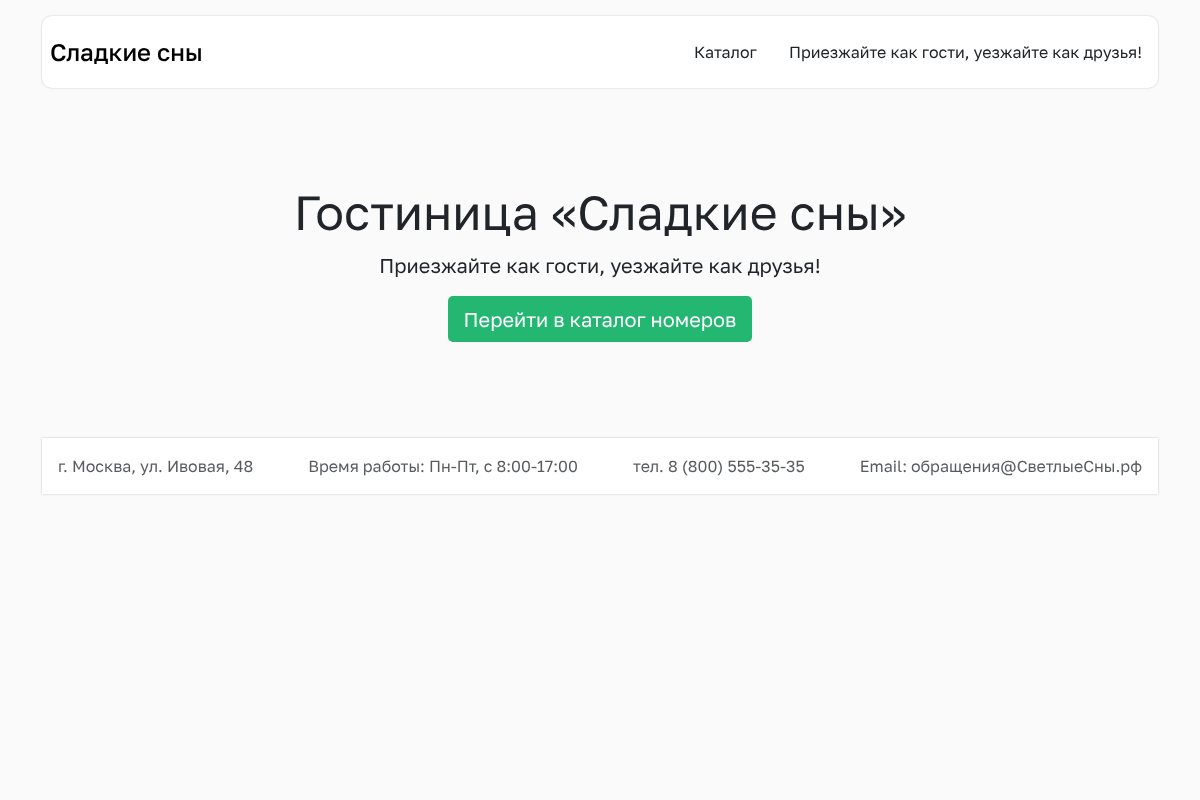 Сладкие сны
Каталог
Приезжайте как гости, уезжайте как друзья!
Гостиница «Сладкие сны»
Приезжайте как гости, уезжайте как друзья!
Перейти в каталог номеров
г. Москва, ул. Ивовая, 48
Время работы: Пн-Пт, с 8:00-17:00
тел. 8 (800) 555-35-35
Email: обращения@СветлыеСны.рф